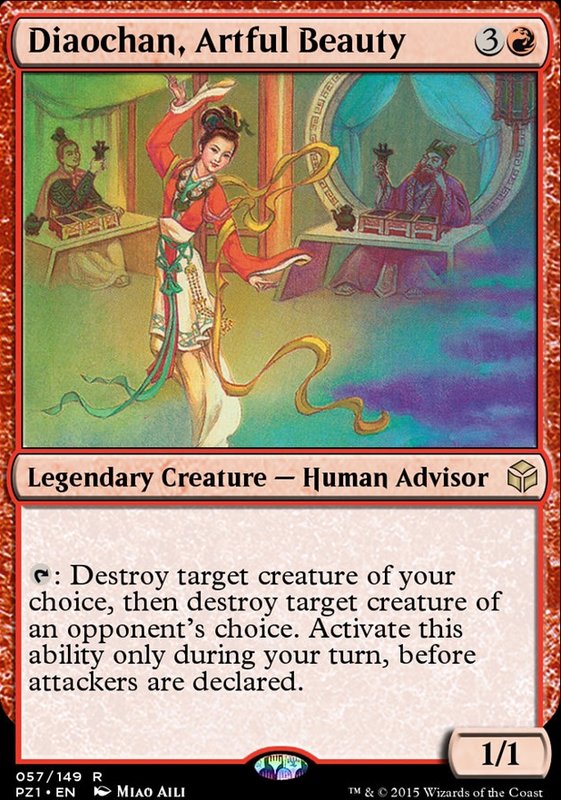 Diaochan, Artful Beauty 3
Legendary Creature — Human Advisor
: Destroy target creature of your
choice, then destroy target creature of
an opponent's choice. Activate this
ability only during your turn, before
attackers are declared.
1/1
057/149 R
PZ1 • EN Miao Aili
™ & © 2015 Wizards of the Coast